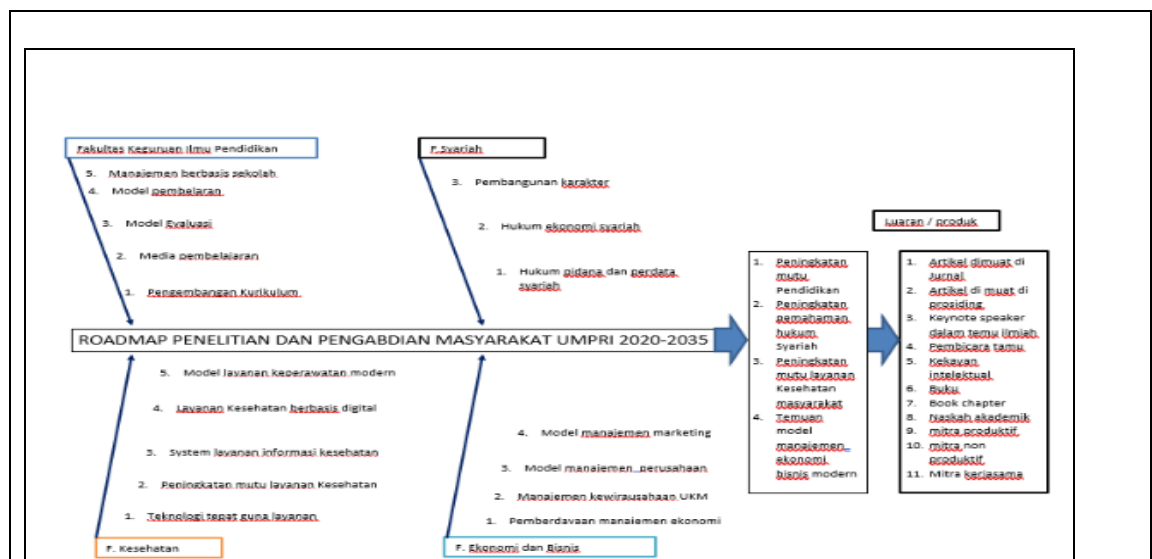 Fakultas Keguruan Ilmu Pendidikan
5. Manajemen berbasis sekolah
4. Model pembelaran
3. Model Evaluasi
2. Media pembelajaran
1. Pengembangan Kurikulum
F.Syariah
3. Pembangunan karakter
2. Hukum ekonomi syariah
1. Hukum pidana dan perdata
syariah
ROADMAP PENELITIAN DAN PENGABDIAN MASYARAKAT UMPRI 2020-2035
5. Model layanan keperawatan modern
4. Layanan Kesehatan berbasis digital
3. System layanan informasi kesehatan
2. Peningkatan mutu layanan Kesehatan
1. Teknologi tepat guna layanan
F. Kesehatan
4. Model manajemen marketing
3. Model manajemen perusahaan
2. Manajemen kewirausahaan UKM
1. Pemberdayaan manajemen ekonomi
F. Ekonomi dan Bisnis
1. Peningkatan
mutu
Pendidikan
2. Peningkatan
pemahaman
hukum
Syariah
3. Peningkatan
mutu layanan
Kesehatan
masyarakat
4. Temuan
model
manajemen
ekonomi
bisnis modern
Luaran / produk
1. Artikel dimuat di
Jurnal
2. Artikel di muat di
prosiding
3. Keynote speaker
dalam temu ilmiah
4. Pembicara tamu
5. Kekayan
intelektual
6. Buku
7. Book chapter
8. Naskah akademik
9. mitra produktif
10. mitra non
produktif
11. Mitra kerjasama